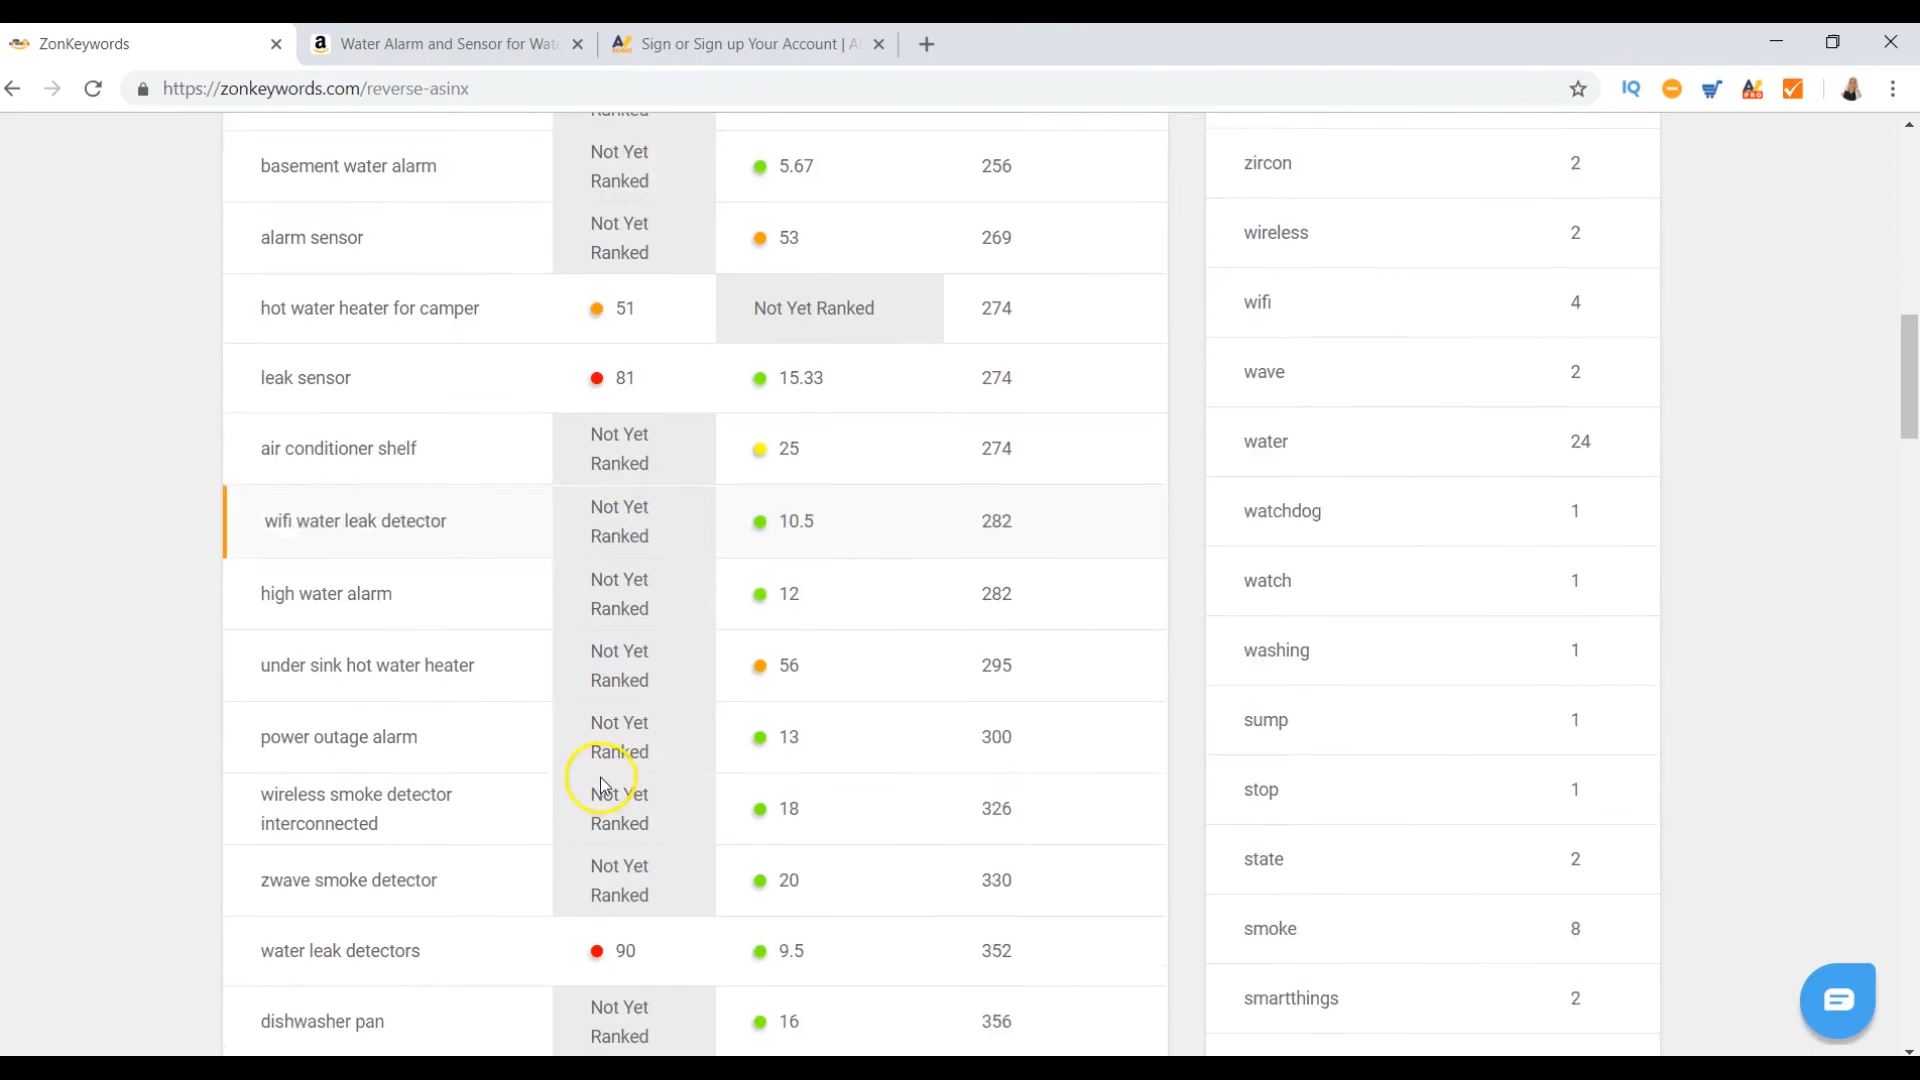 ZonKeywords
Water Alarm and Sensor for Wate
Sign or Sign up Your Account | A
https://zonkeywords.com/reverse-asinx
IQ
PRO
basement water alarm
Not Yet
Ranked
5.67
256
alarm sensor
Not Yet
Ranked
53
269
hot water heater for camper
51
Not Yet Ranked
274
leak sensor
81
15.33
274
air conditioner shelf
Not Yet
Ranked
25
274
wifi water leak detector
Not Yet
Ranked
10.5
282
high water alarm
Not Yet
Ranked
12
282
under sink hot water heater
Not Yet
Ranked
56
295
power outage alarm
Not Yet
Ranked
13
300
wireless smoke detector
interconnected
Not Yet
Ranked
18
326
zwave smoke detector
Not Yet
Ranked
20
330
water leak detectors
90
9.5
352
dishwasher pan
Not Yet
Ranked
16
356
zircon
2
wireless
2
wifi
4
wave
2
water
24
watchdog
1
watch
1
washing
1
sump
1
stop
1
state
2
smoke
8
smartthings
2